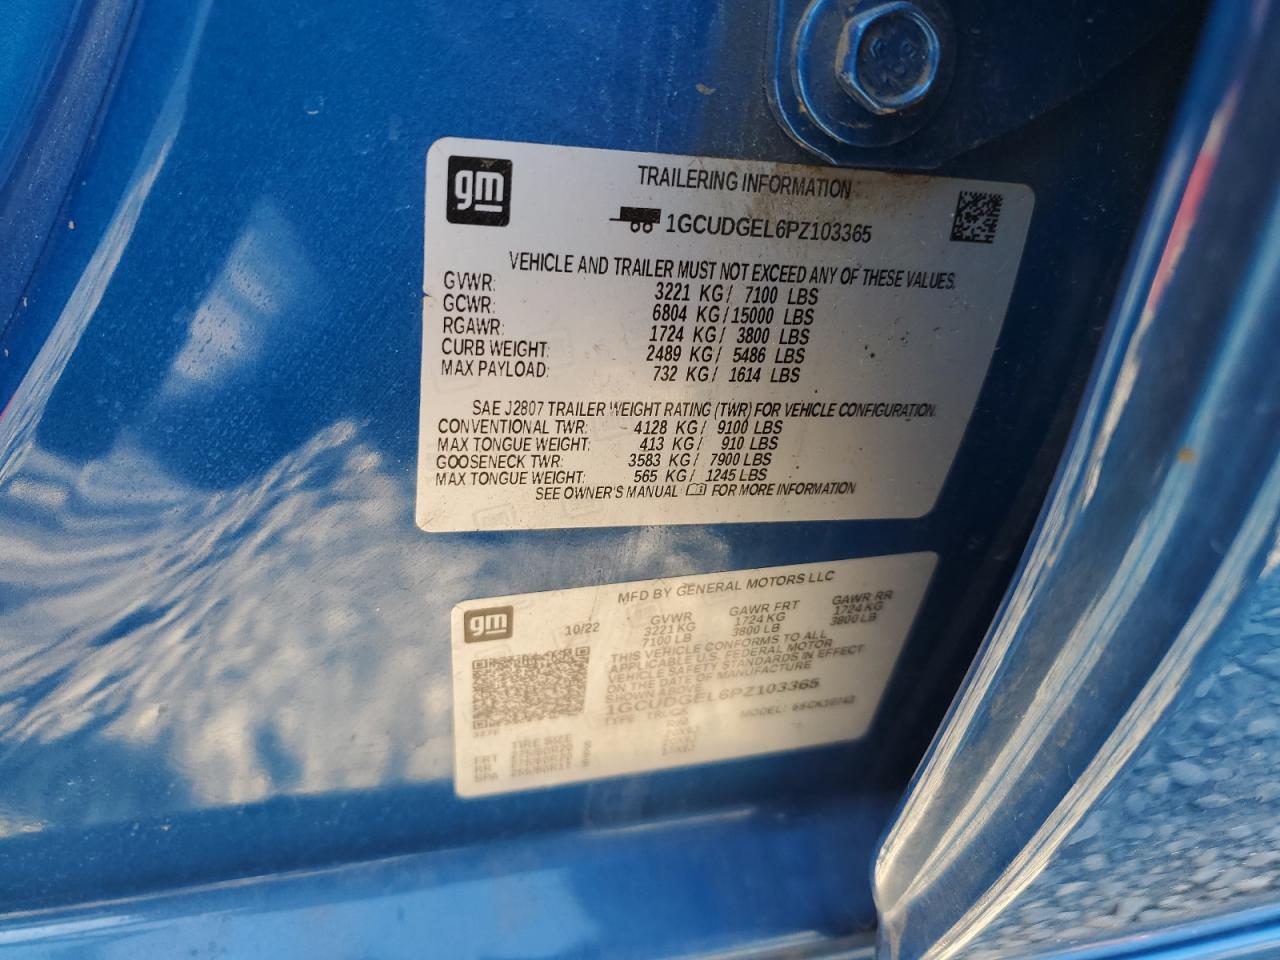 gm
TRAILERING INFORMATION
1GCUDGEL6PZ103365
VEHICLE AND TRAILER MUST NOT EXCEED ANY OF THESE VALUES.
GVWR: 3221 KG/ 7100 LBS
GCWR: 6804 KG/15000 LBS
RGAWR: 1724 KG/ 3800 LBS
CURB WEIGHT: 2489 KG/ 5486 LBS
MAX PAYLOAD: 732 KG/ 1614 LBS
SAE J2807 TRAILER WEIGHT RATING (TWR) FOR VEHICLE CONFIGURATION.
CONVENTIONAL TWR: 4128 KG/ 9100 LBS
MAX TONGUE WEIGHT: 413 KG/ 910 LBS
GOOSENECK TWR: 3583 KG/ 7900 LBS
MAX TONGUE WEIGHT: 565 KG/ 1245 LBS
SEE OWNER'S MANUAL FOR MORE INFORMATION
MFD BY GENERAL MOTORS LLC
gm
10/22
GVWR GAWR FRT GAWR RR
3221 KG 1724 KG 1724 KG
7100 LB 3800 LB 3800 LB
THIS VEHICLE CONFORMS TO ALL
APPLICABLE U.S. FEDERAL MOTOR
VEHICLE SAFETY STANDARDS IN EFFECT
ON THE DATE OF MANUFACTURE
SHOWN ABOVE.
1GCUDGEL6PZ103365
TYPE: TRUCK MODEL:
TIRE SIZE
FRT
RR
SPA